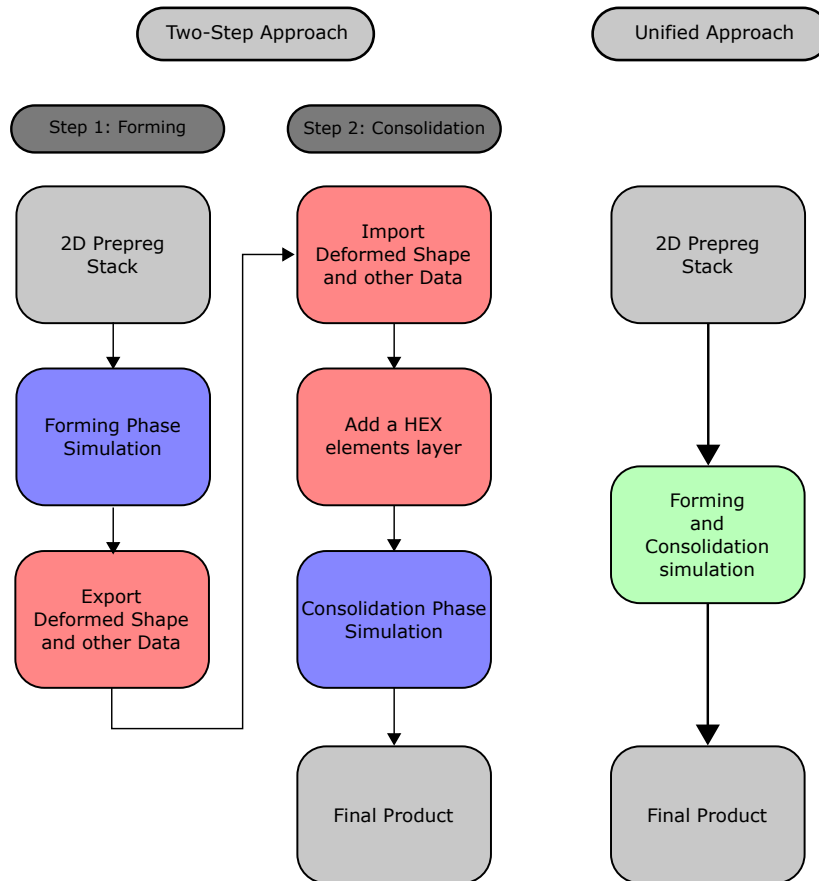 Two-Step Approach
Unified Approach
Step 1: Forming
Step 2: Consolidation
2D Prepreg
Stack
Forming Phase
Simulation
Export
Deformed Shape
and other Data
Import
Deformed Shape
and other Data
Add a HEX
elements layer
Consolidation Phase
Simulation
Final Product
2D Prepreg
Stack
Forming
and
Consolidation
simulation
Final Product